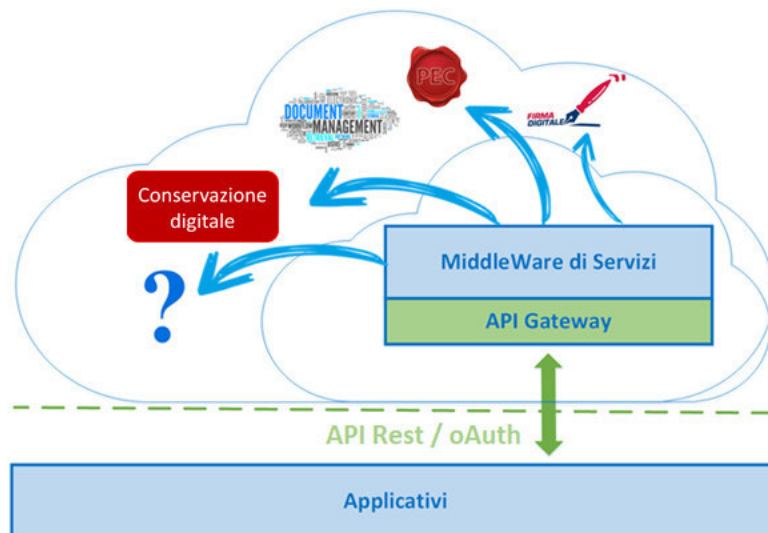 PEC
DOCUMENT
MANAGEMENT
FIRMA
DIGITALE
Conservazione
digitale
?
MiddleWare di Servizi
API Gateway
API Rest / oAuth
Applicativi